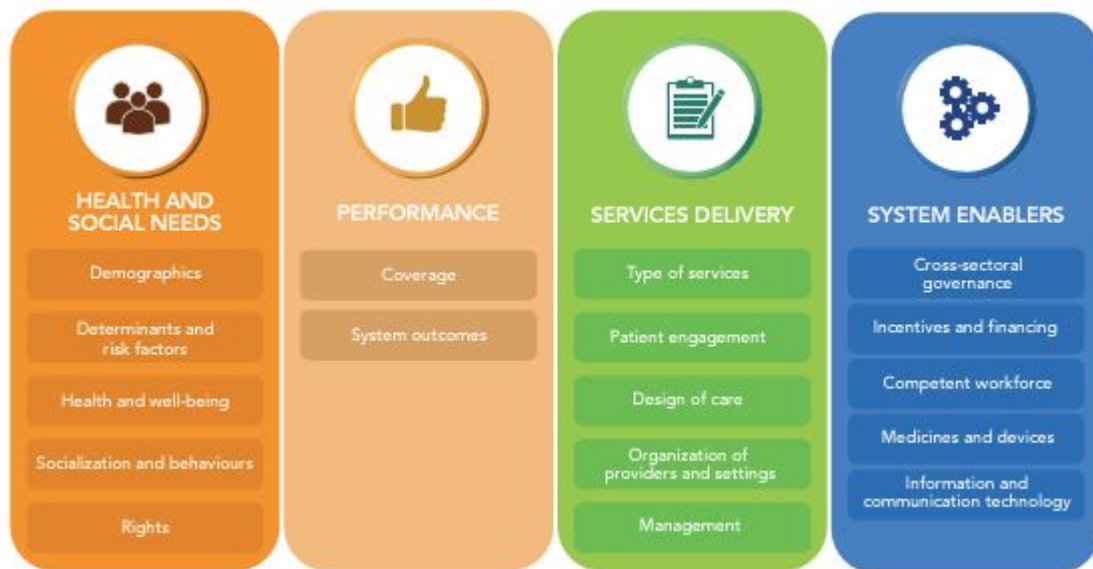 HEALTH AND
SOCIAL NEEDS
Demographics
Determinants and
risk factors
Health and well-being
Socialization and behaviours
Rights
PERFORMANCE
Coverage
System outcomes
SERVICES DELIVERY
Type of services
Patient engagement
Design of care
Organization of
providers and settings
Management
SYSTEM ENABLERS
Cross-sectoral
governance
Incentives and financing
Competent workforce
Medicines and devices
Information and
communication technology